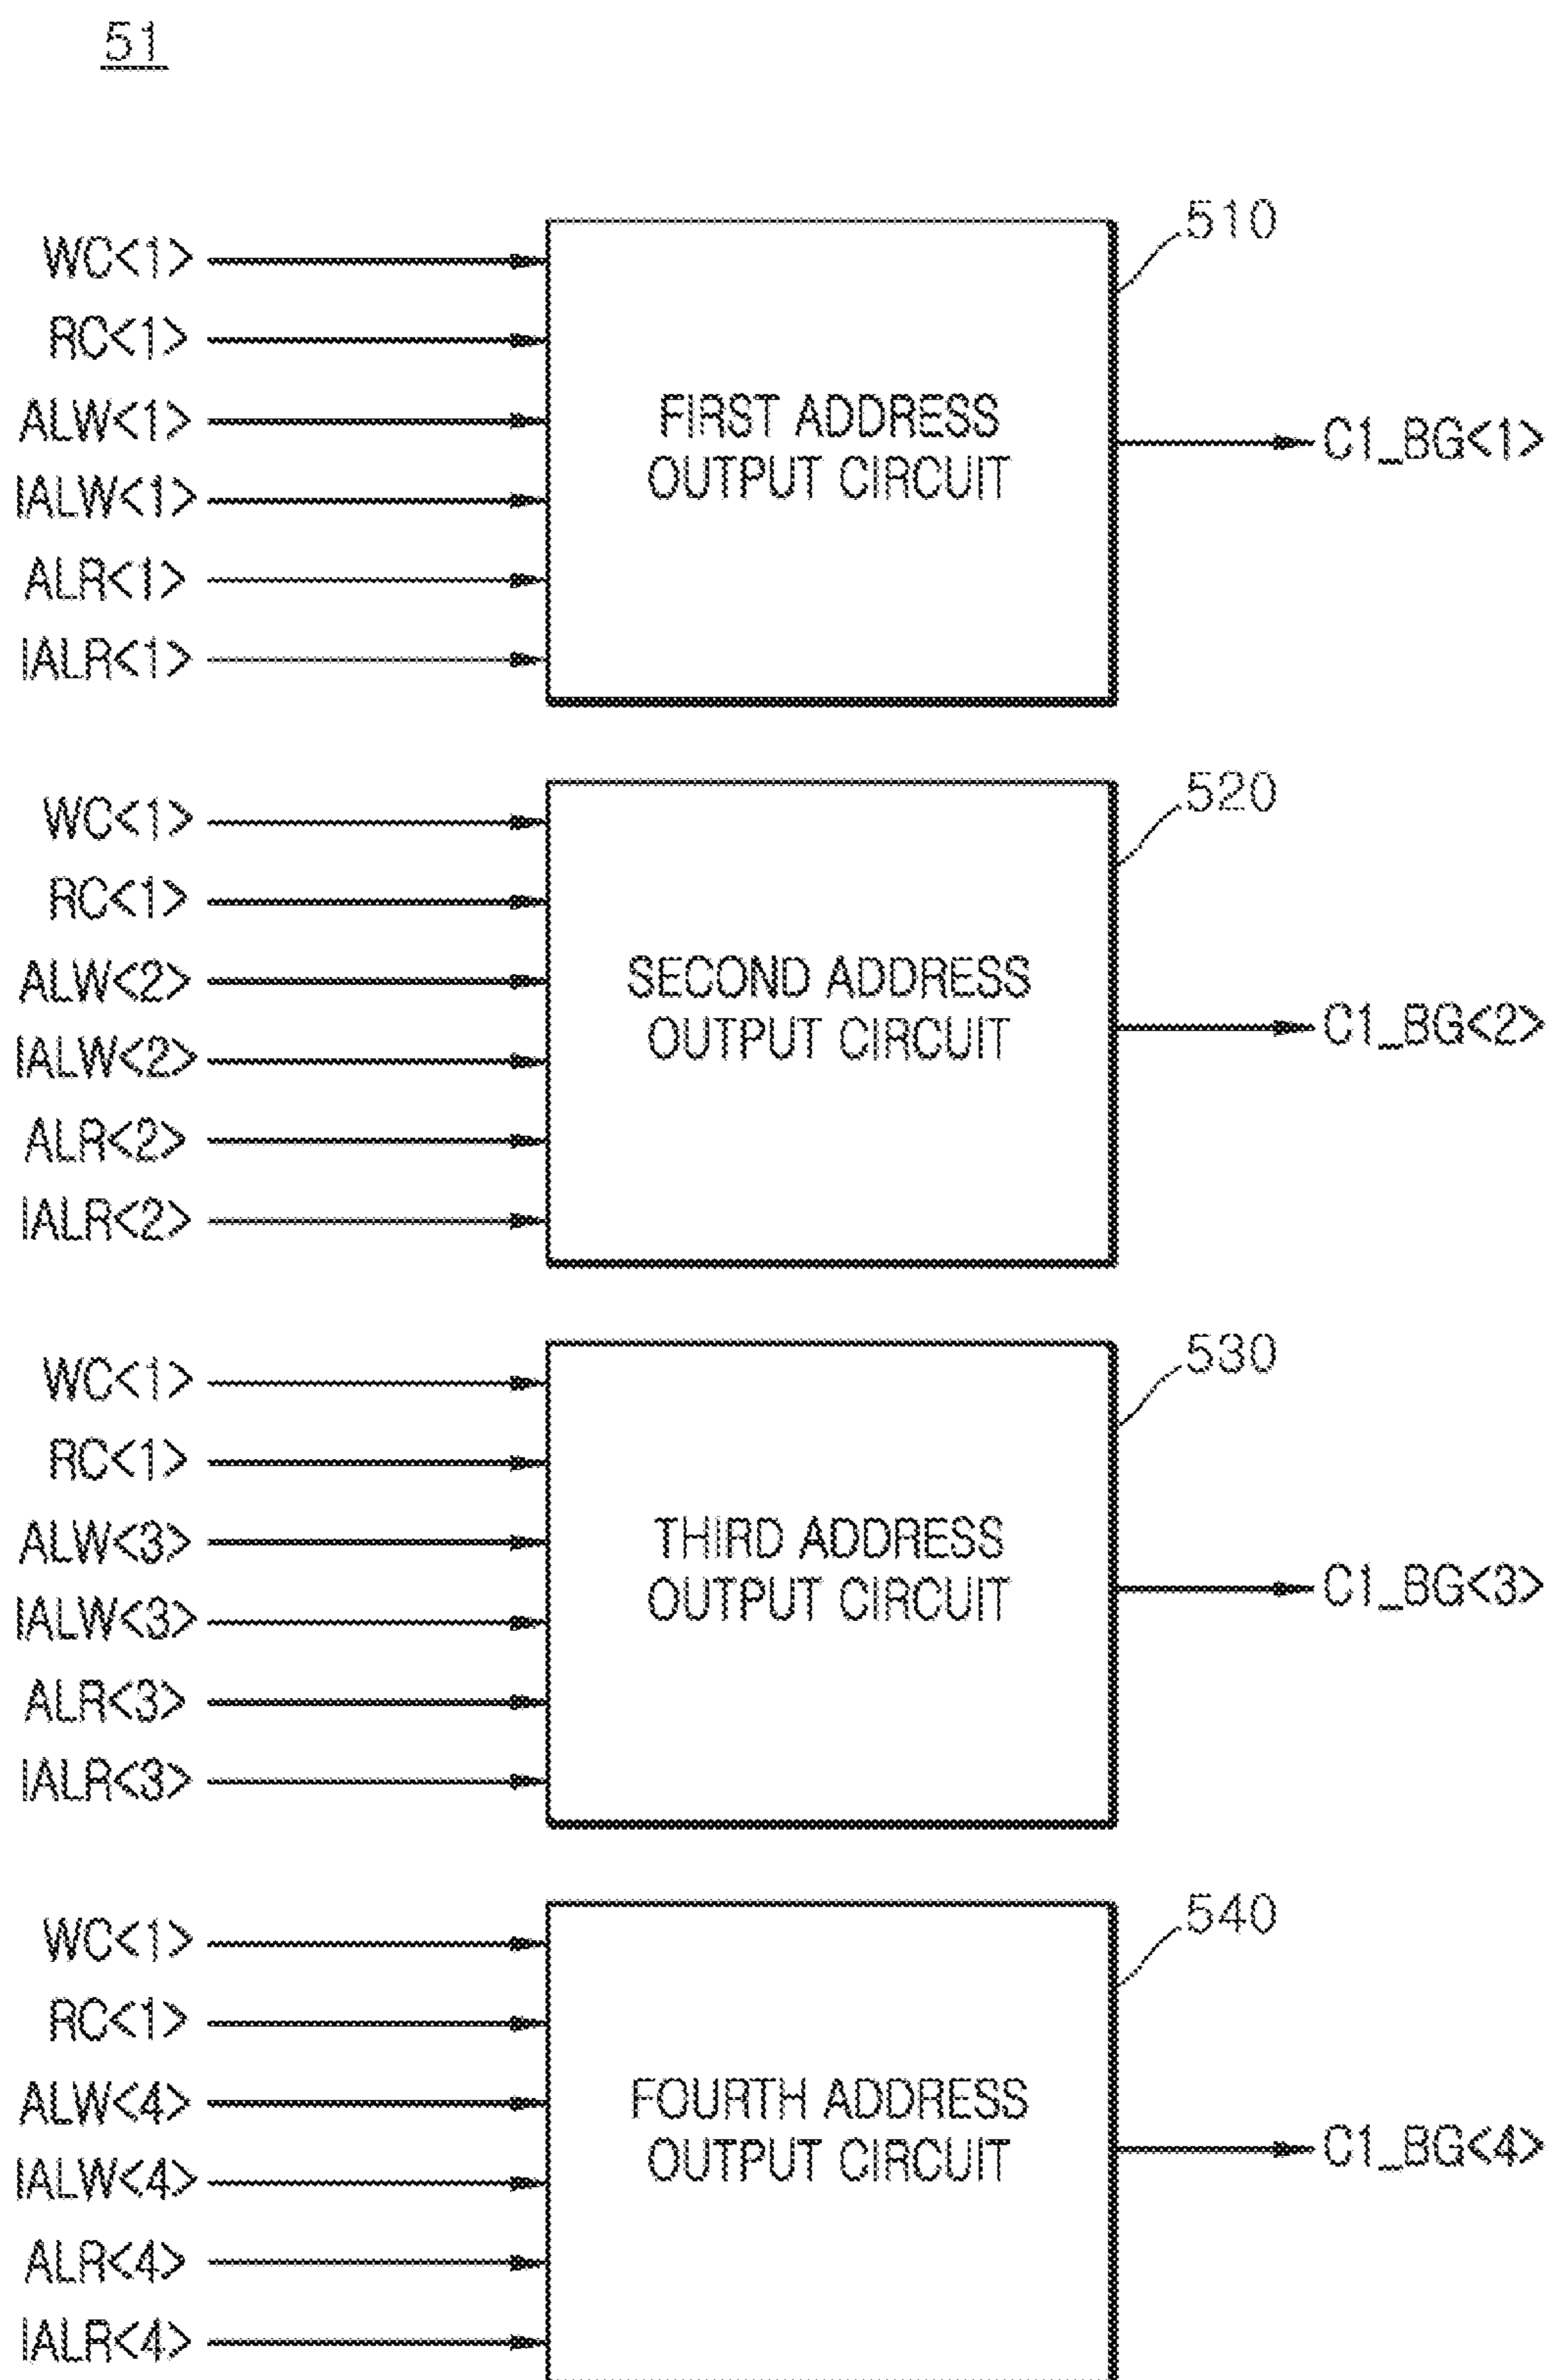 51
510
WC<1>
RC<1>
ALW<1>
IALW<1>
ALR<1>
IALR<1>
FIRST ADDRESS
OUTPUT CIRCUIT
C1_BG<1>
520
WC<1>
RC<1>
ALW<2>
IALW<2>
ALR<2>
IALR<2>
SECOND ADDRESS
OUTPUT CIRCUIT
C1_BG<2>
530
WC<1>
RC<1>
ALW<3>
IALW<3>
ALR<3>
IALR<3>
THIRD ADDRESS
OUTPUT CIRCUIT
C1_BG<3>
540
WC<1>
RC<1>
ALW<4>
IALW<4>
ALR<4>
IALR<4>
FOURTH ADDRESS
OUTPUT CIRCUIT
C1_BG<4>